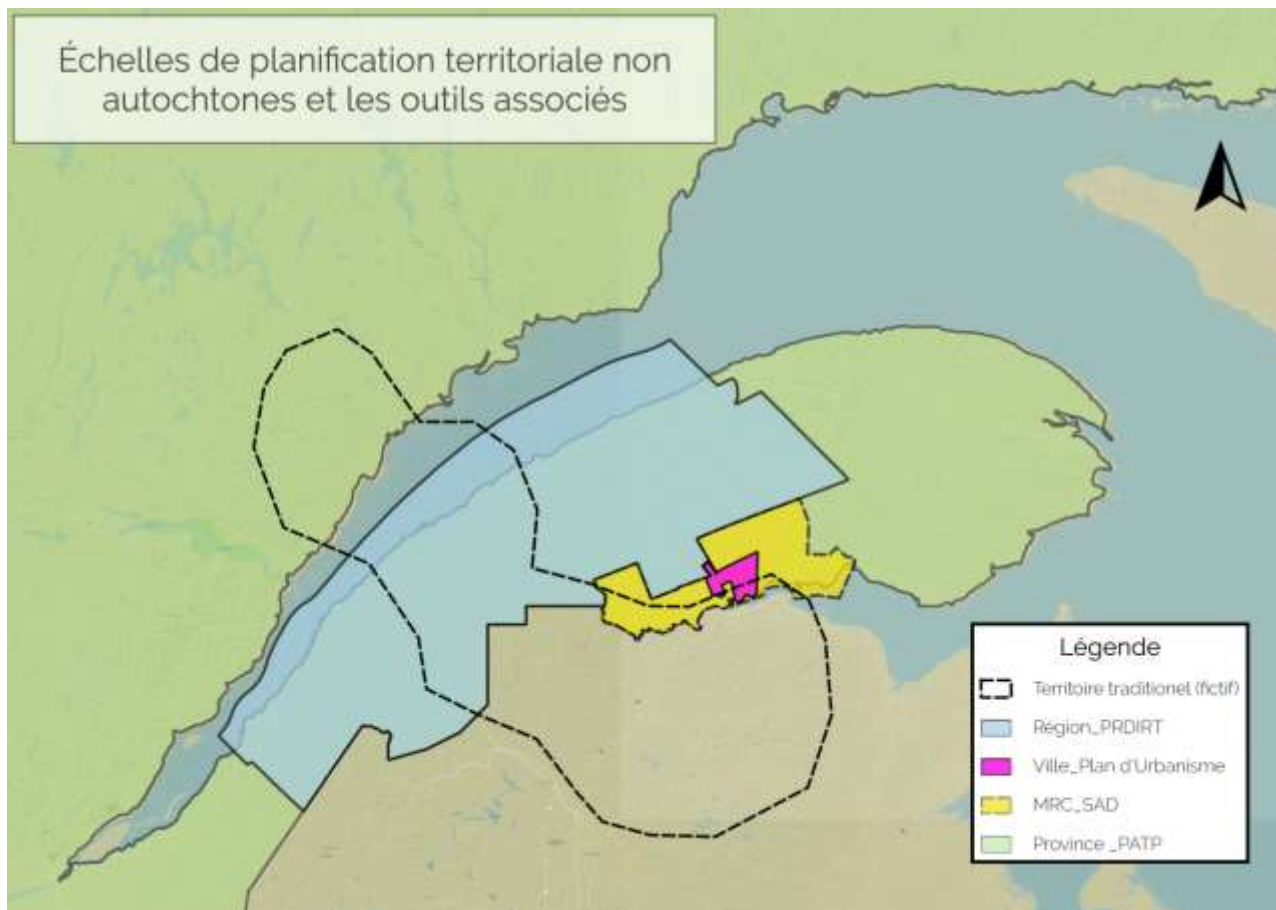 Échelles de planification territoriale non
autochtones et les outils associés
Légende
Territoire traditionel (fictif)
Région_PRDIRT
Ville_Plan d'Urbanisme
MRC_SAD
Province _PATP